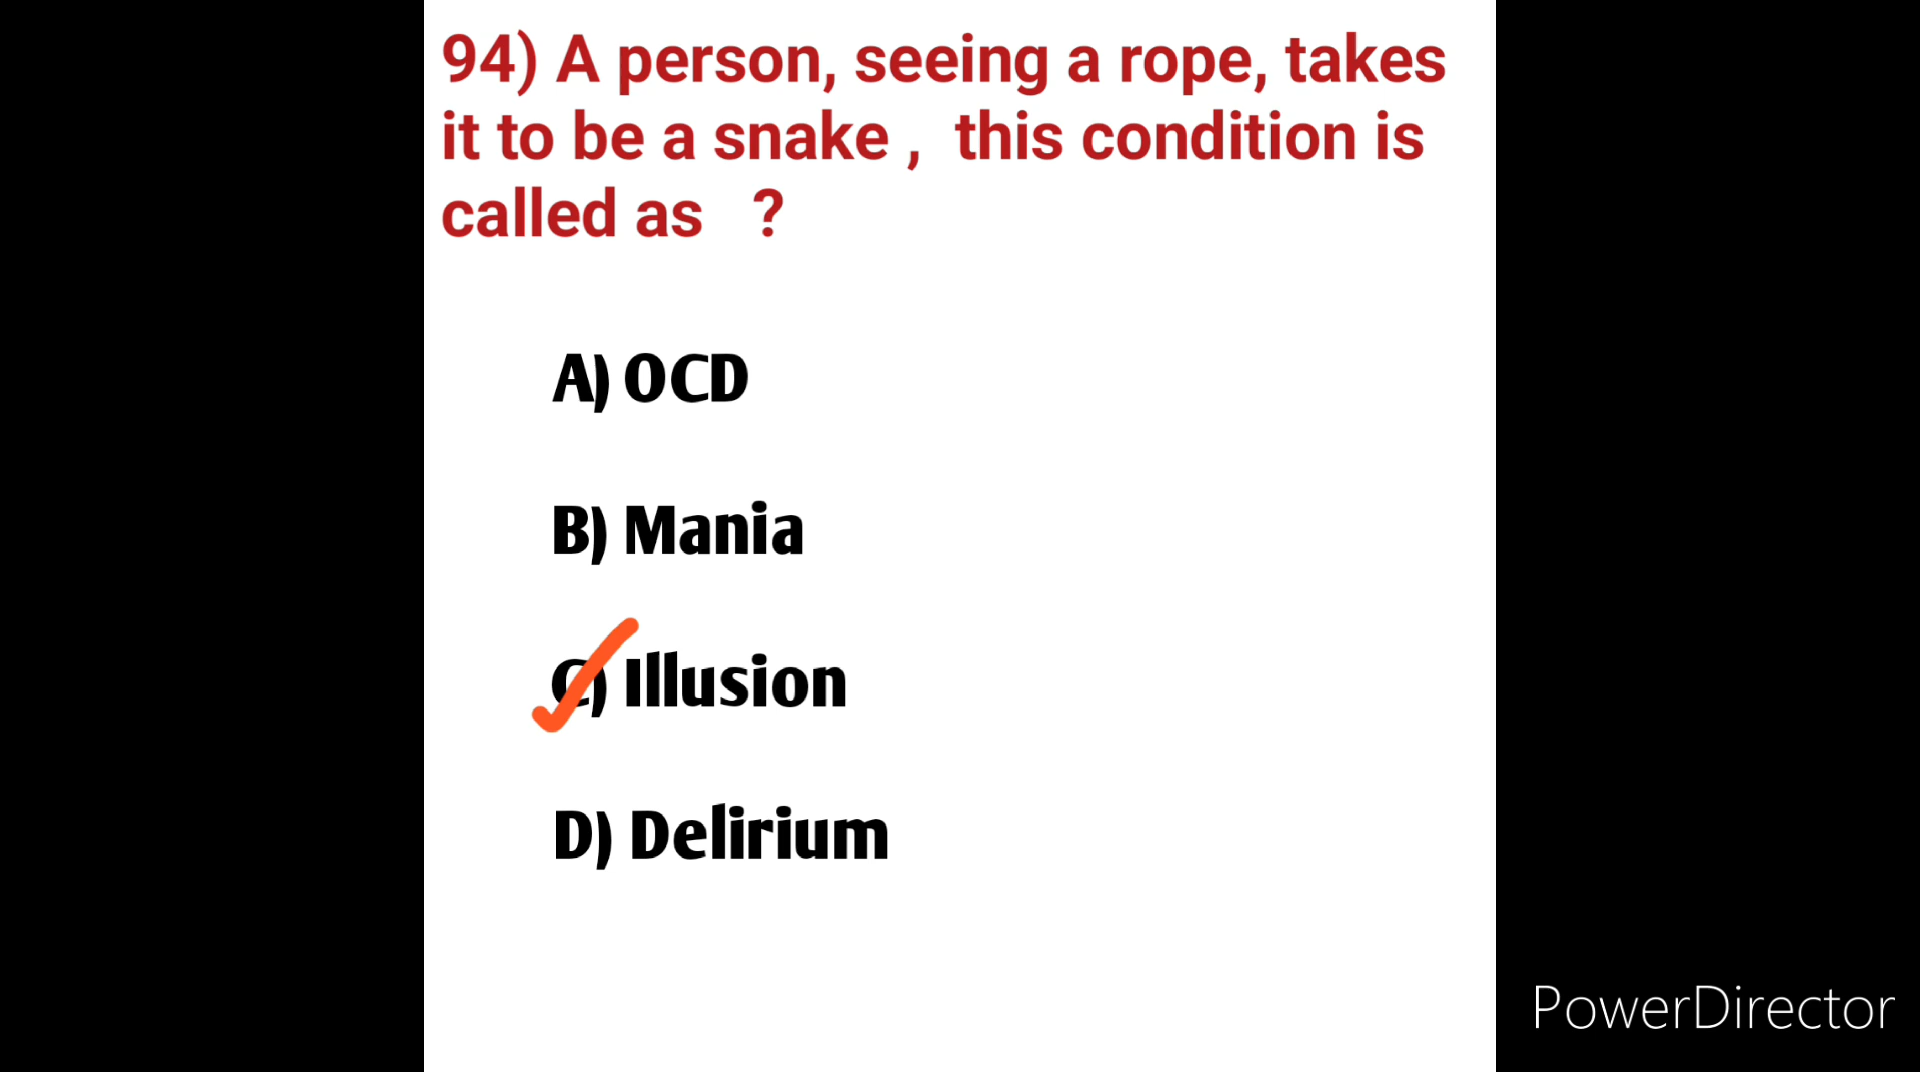 94) A person, seeing a rope, takes
it to be a snake ,  this condition is
called as   ?
A) OCD
B) Mania
C) Illusion
D) Delirium
PowerDirector